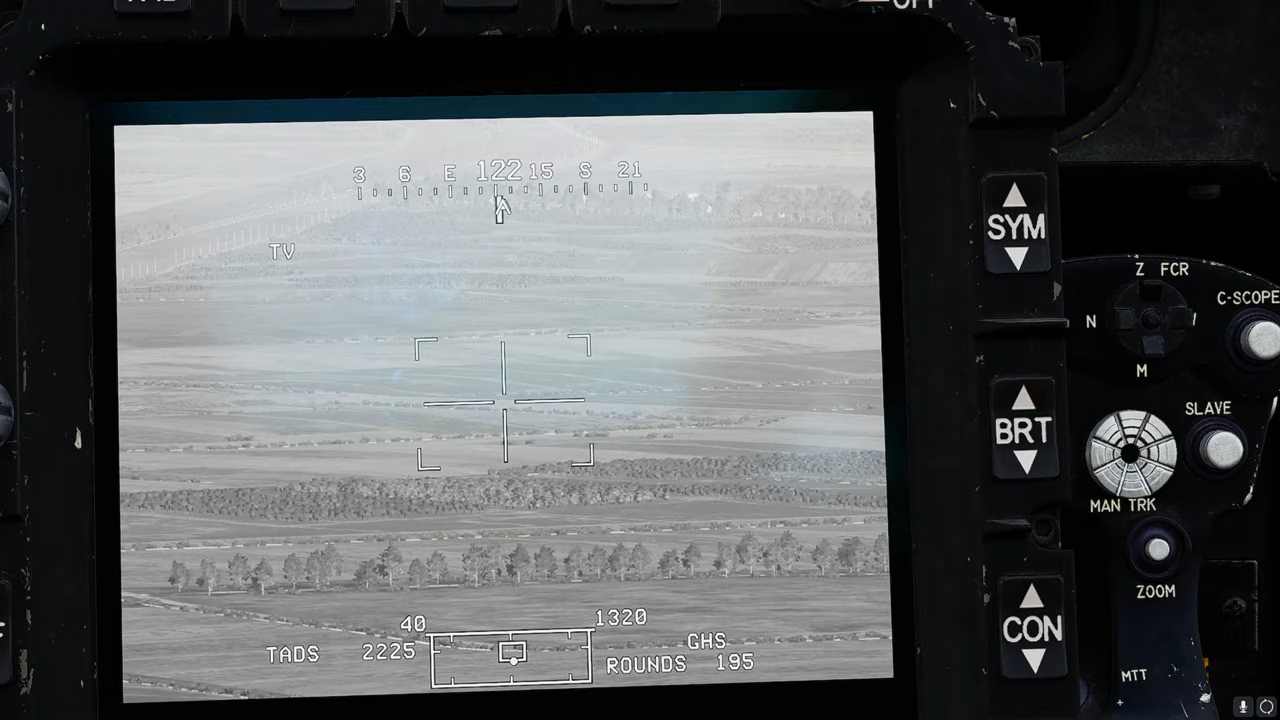 OFF
3 6 E 122 15 S 21
TV
SYM
Z FCR
C-SCOPE
N
M
BRT
SLAVE
MAN TRK
ZOOM
40 1320
TADS 2225
GHS
ROUNDS 195
CON
MTT